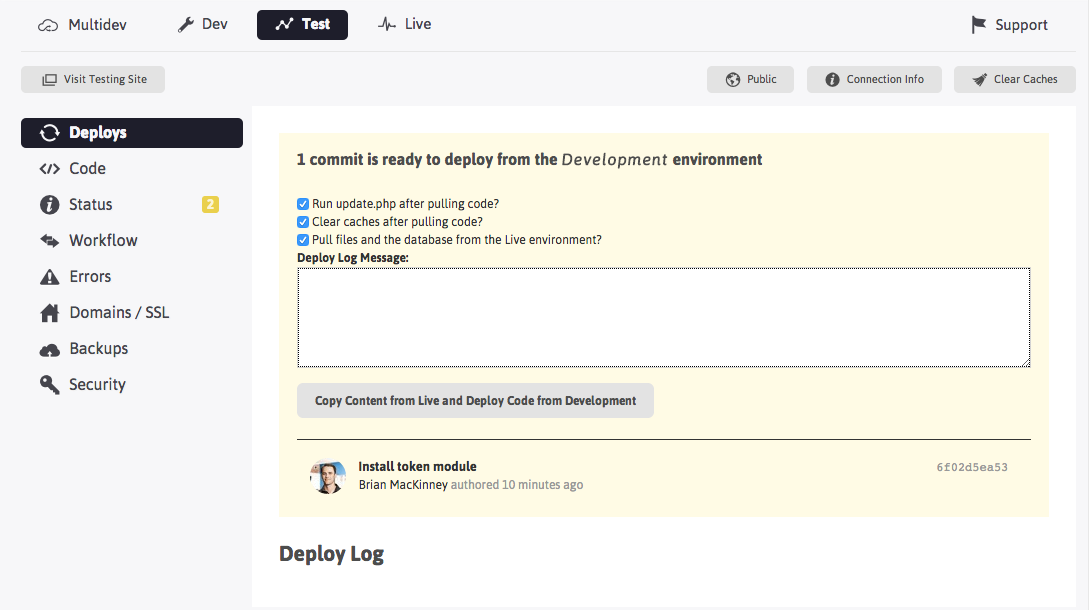 Multidev
Dev
Test
Live
Support
Visit Testing Site
Public
Connection Info
Clear Caches
Deploys
Code
Status
2
Workflow
Errors
Domains / SSL
Backups
Security
1 commit is ready to deploy from the Development environment
Run update.php after pulling code?
Clear caches after pulling code?
Pull files and the database from the Live environment?
Deploy Log Message:
Copy Content from Live and Deploy Code from Development
Install token module
6f02d5ea53
Brian MacKinney authored 10 minutes ago
Deploy Log